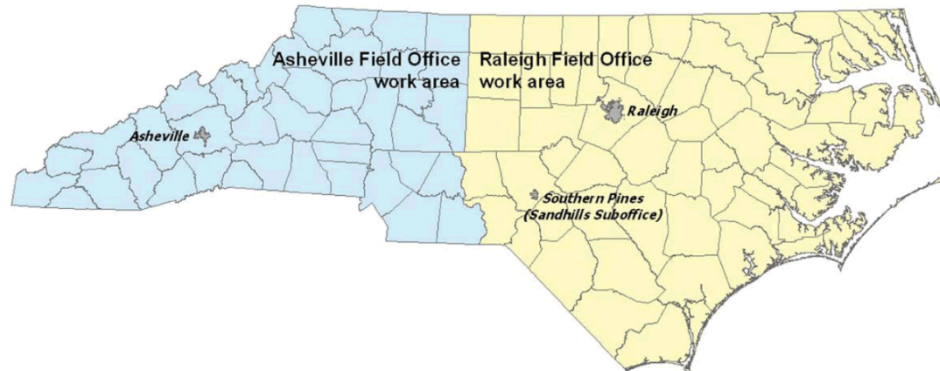 Asheville Field Office
work area
Raleigh Field Office
work area
Asheville
Raleigh
Southern Pines
(Sandhills Suboffice)